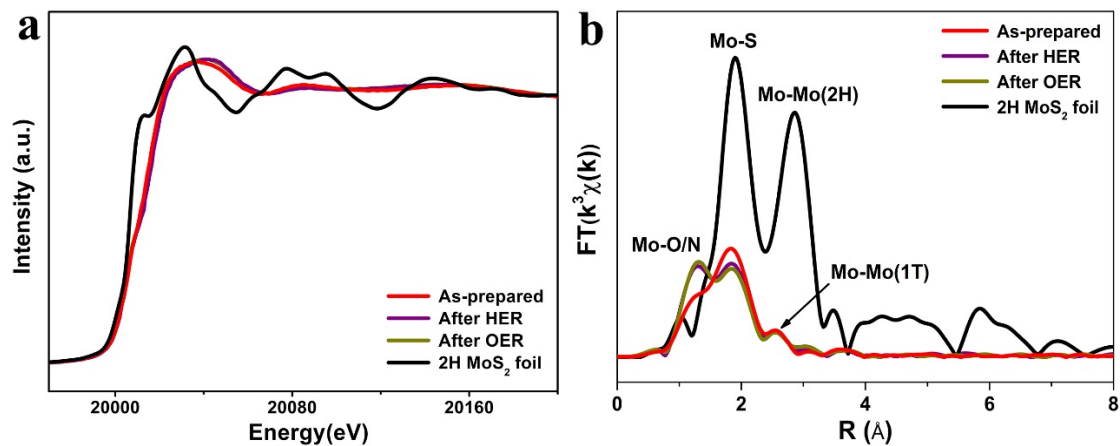 a
Intensity (a.u.)
As-prepared
After HER
After OER
2H MoS₂ foil
20000
20080
20160
Energy(eV)
b
FT(k³χ(k)
Mo-S
Mo-Mo(2H)
Mo-O/N
Mo-Mo(1T)
As-prepared
After HER
After OER
2H MoS₂ foil
0
2
4
6
8
R (Å)